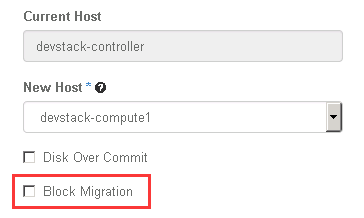 Current Host
devstack-controller
New Host * ?
devstack-compute1
Disk Over Commit
Block Migration